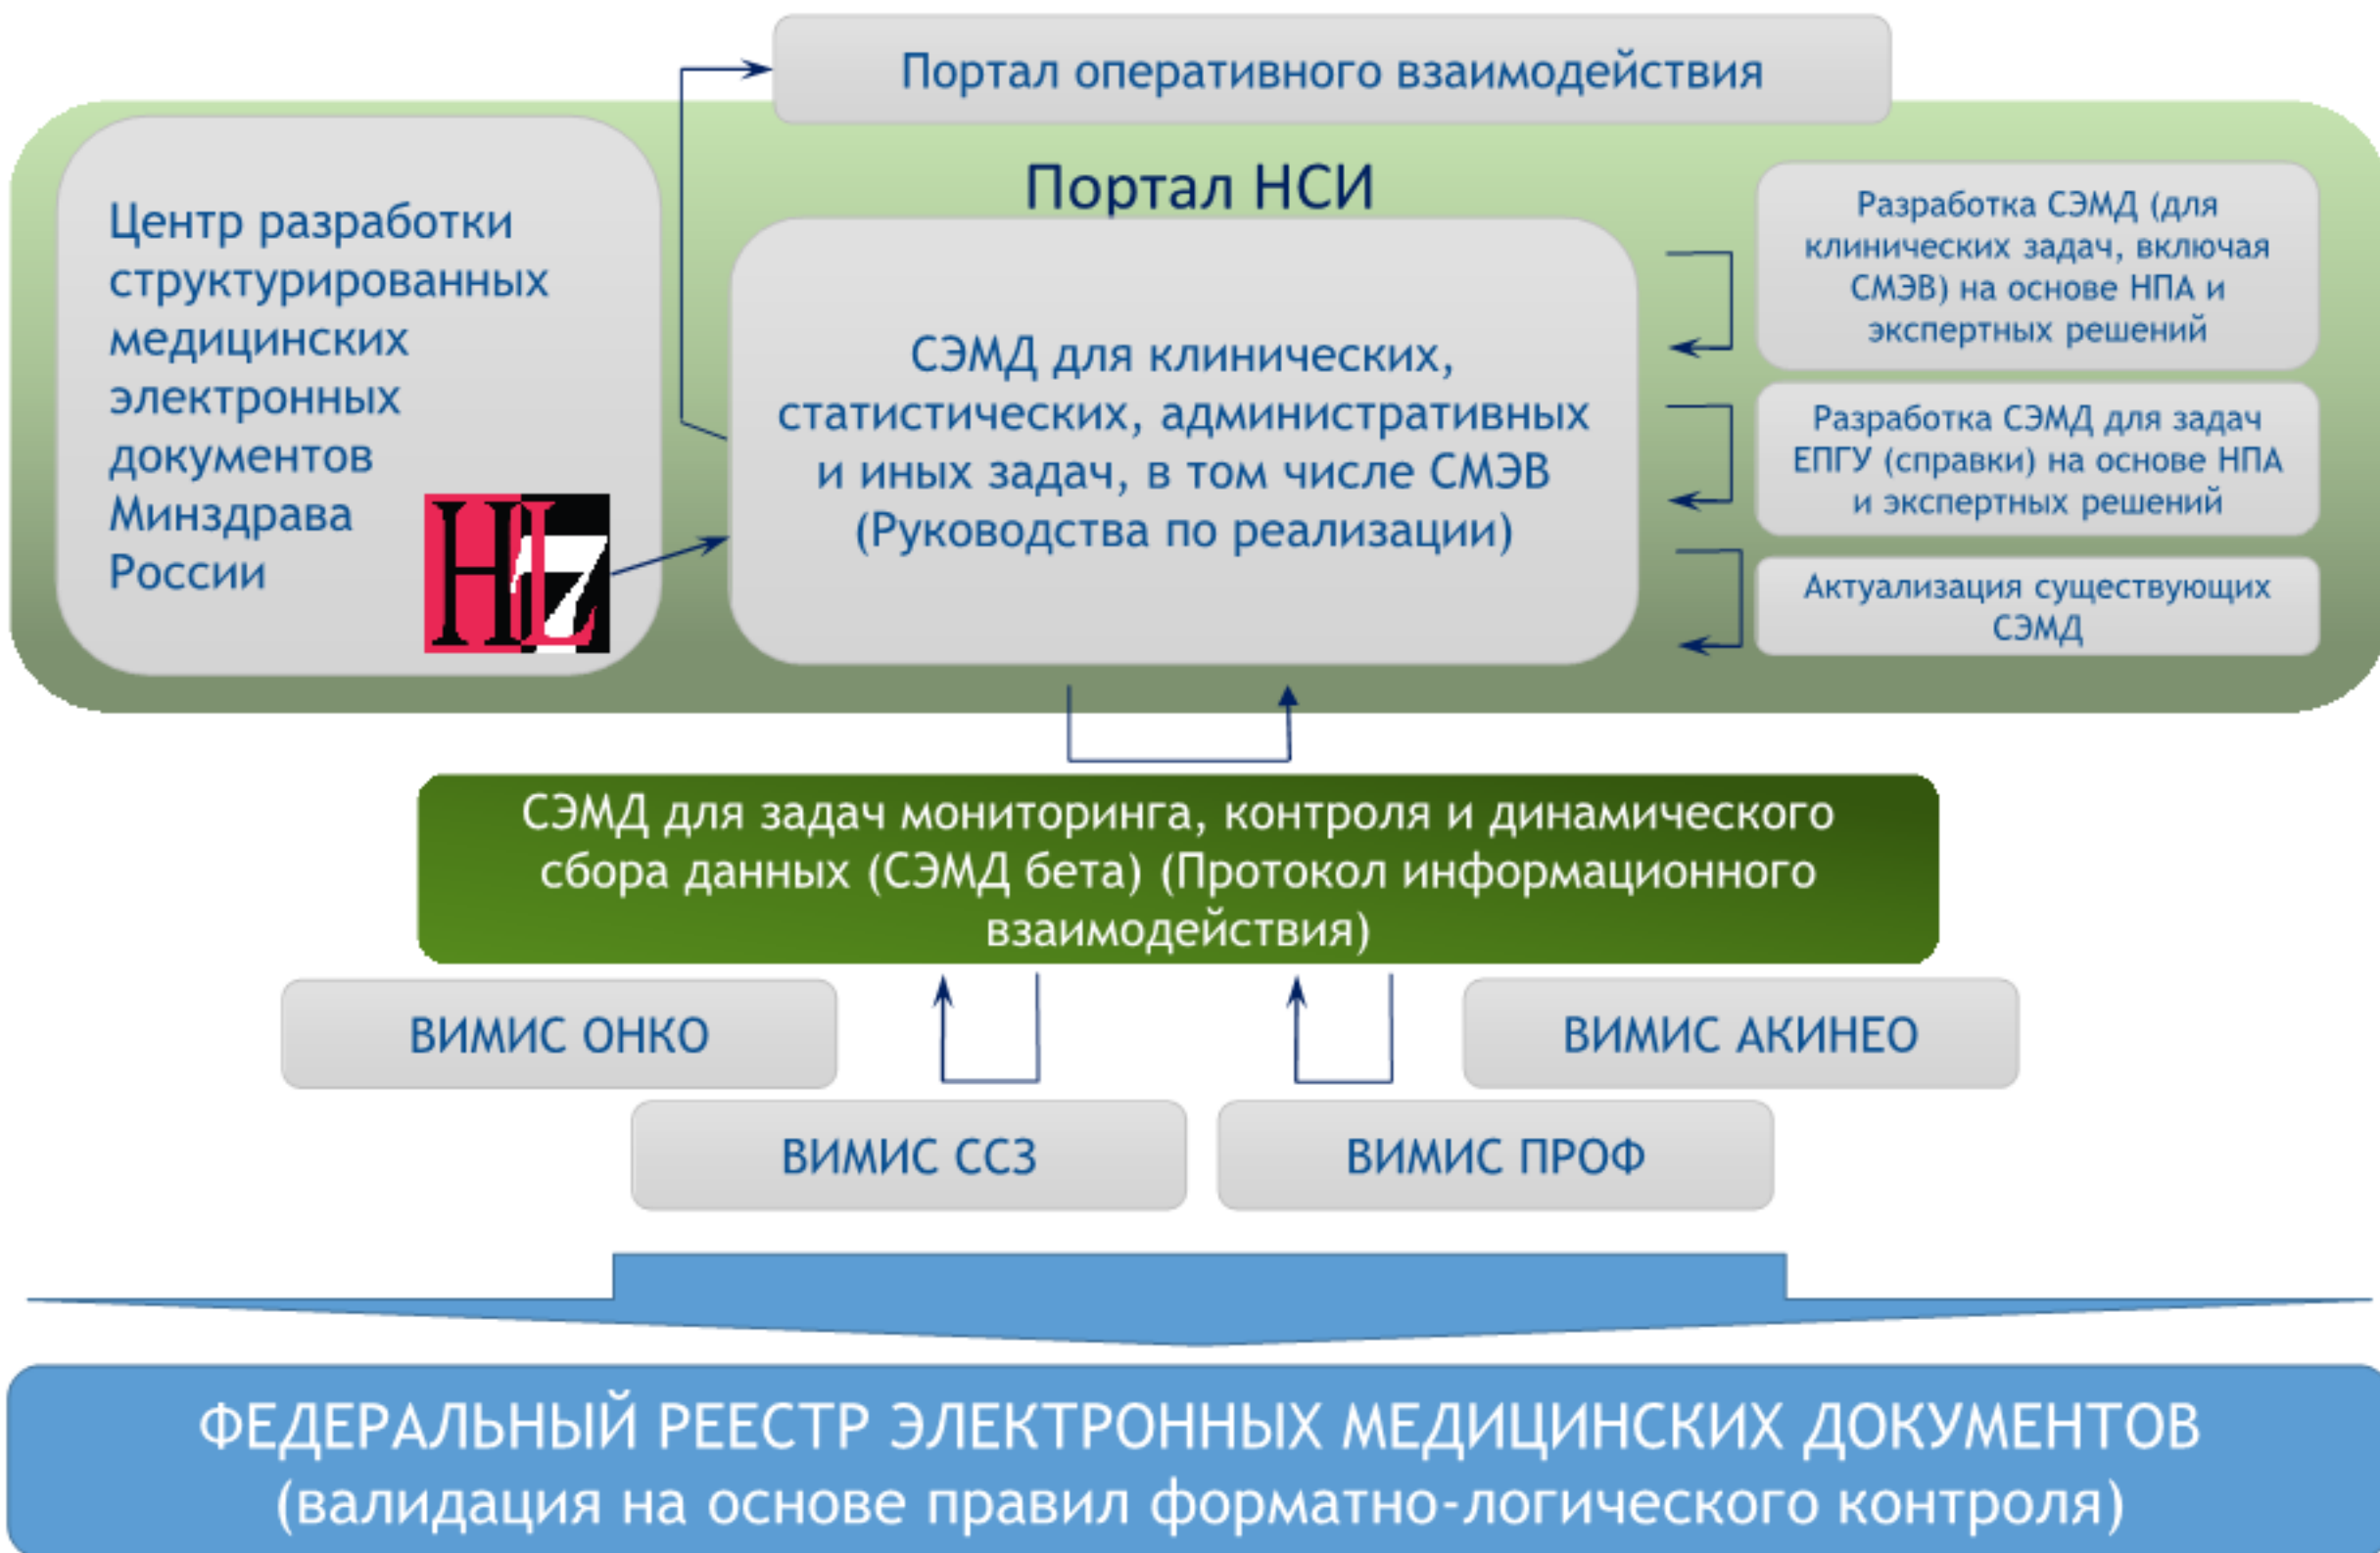 Портал оперативного взаимодействия
Портал НСИ
Центр разработки
структурированных
медицинских
электронных
документов
Минздрава
России
HL7
СЭМД для клинических,
статистических, административных
и иных задач, в том числе СМЭВ
(Руководства по реализации)
Разработка СЭМД (для
клинических задач, включая
СМЭВ) на основе НПА и
экспертных решений
Разработка СЭМД для задач
ЕПГУ (справки) на основе НПА
и экспертных решений
Актуализация существующих
СЭМД
СЭМД для задач мониторинга, контроля и динамического
сбора данных (СЭМД бета) (Протокол информационного
взаимодействия)
ВИМИС ОНКО
ВИМИС АКИНЕО
ВИМИС ССЗ
ВИМИС ПРОФ
ФЕДЕРАЛЬНЫЙ РЕЕСТР ЭЛЕКТРОННЫХ МЕДИЦИНСКИХ ДОКУМЕНТОВ
(валидация на основе правил форматно-логического контроля)